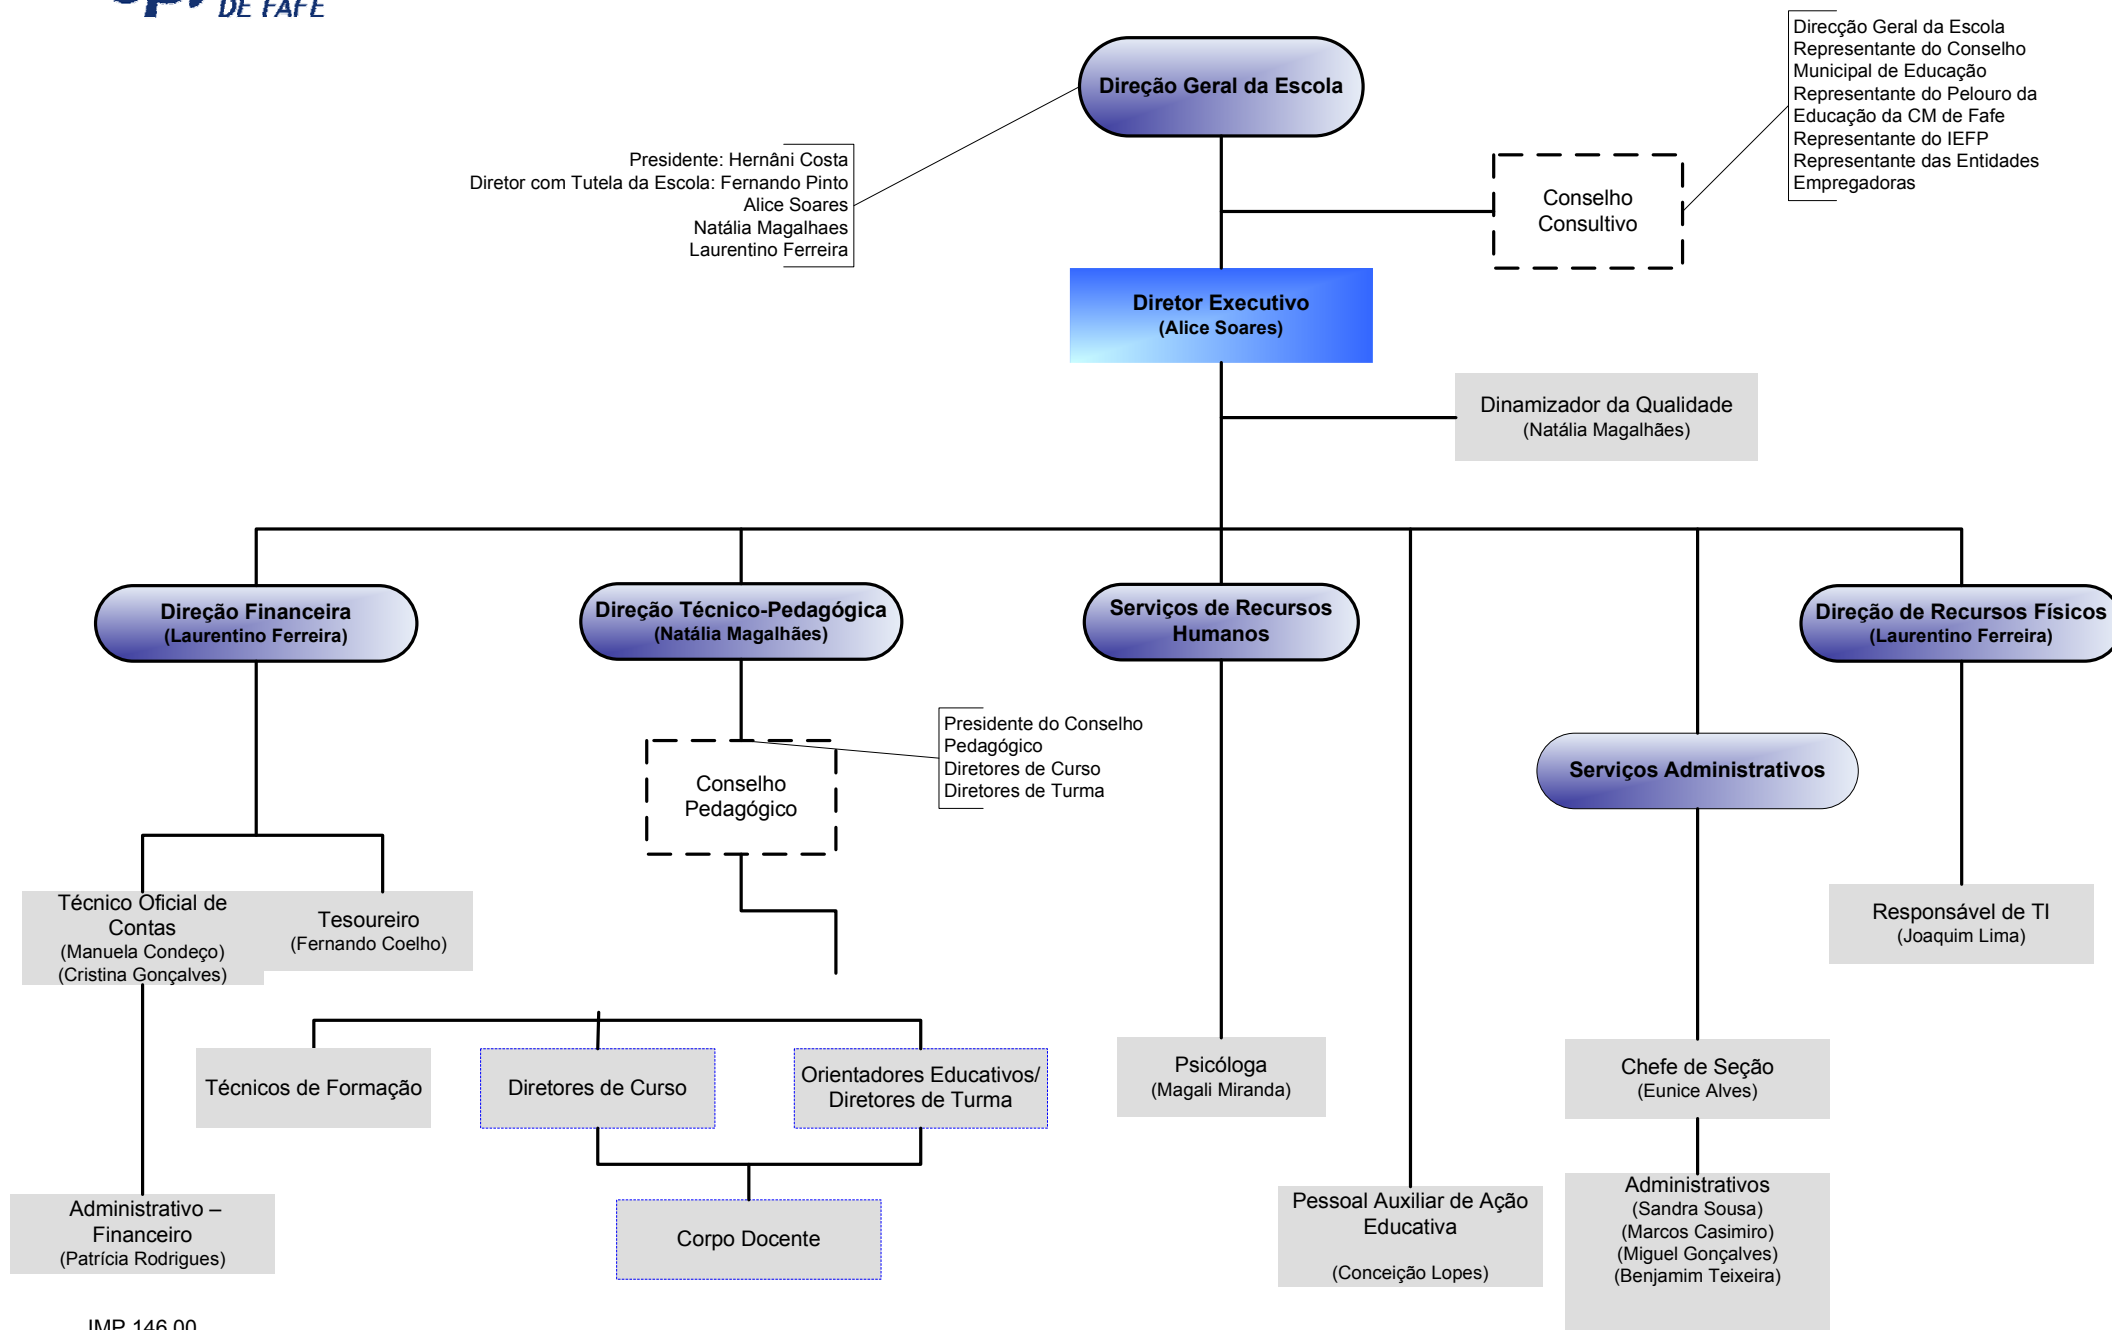 DE FAFE
Direção Geral da Escola
Direcção Geral da Escola
Representante do Conselho
Municipal de Educação
Representante do Pelouro da
Educação da CM de Fafe
Representante do IEFP
Representante das Entidades
Empregadoras
Presidente: Hernâni Costa
Diretor com Tutela da Escola: Fernando Pinto
Alice Soares
Natália Magalhaes
Laurentino Ferreira
Conselho
Consultivo
Diretor Executivo
(Alice Soares)
Dinamizador da Qualidade
(Natália Magalhães)
Direção Financeira
(Laurentino Ferreira)
Direção Técnico-Pedagógica
(Natália Magalhães)
Serviços de Recursos
Humanos
Direção de Recursos Físicos
(Laurentino Ferreira)
Presidente do Conselho
Pedagógico
Diretores de Curso
Diretores de Turma
Conselho
Pedagógico
Serviços Administrativos
Técnico Oficial de
Contas
(Manuela Condeço)
(Cristina Gonçalves)
Tesoureiro
(Fernando Coelho)
Responsável de TI
(Joaquim Lima)
Técnicos de Formação
Diretores de Curso
Orientadores Educativos/
Diretores de Turma
Psicóloga
(Magali Miranda)
Chefe de Seção
(Eunice Alves)
Administrativo –
Financeiro
(Patrícia Rodrigues)
Corpo Docente
Pessoal Auxiliar de Ação
Educativa
(Conceição Lopes)
Administrativos
(Sandra Sousa)
(Marcos Casimiro)
(Miguel Gonçalves)
(Benjamim Teixeira)
IMP 146.00